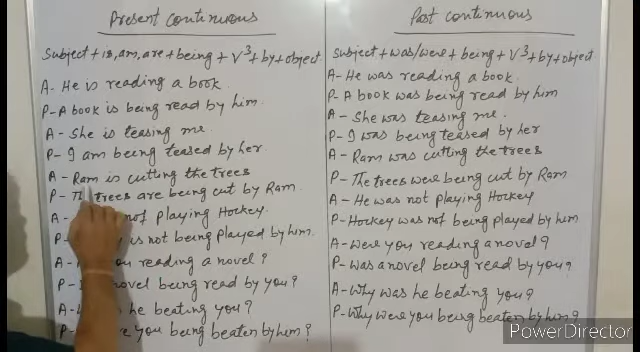 Present Continuous
Subject + is, am, are + being + V3 + by + object
A- He is reading a book.
P- A book is being read by him.
A- She is teasing me.
P- I am being teased by her.
A- Ram is cutting the trees
P- The trees are being cut by Ram.
A- not playing Hockey.
P- is not being played by him.
A- you reading a novel?
P- novel being read by you?
A- he beating you?
P- you being beaten by him?
Past Continuous
Subject + was/were + being + V3 + by + object
A- He was reading a book.
P- A book was being read by him
A- She was teasing me.
P- I was being teased by her
A- Ram was cutting the trees
P- The trees were being cut by Ram
A- He was not playing Hockey
P- Hockey was not being played by him
A- Were you reading a novel?
P- Was a novel being read by you?
A- Why was he beating you?
P- Why were you being beaten by him?
PowerDirector